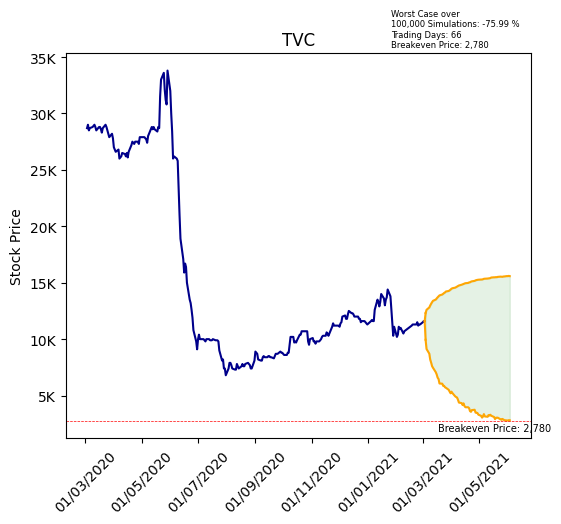 Worst Case over
100,000 Simulations: -75.99 %
Trading Days: 66
Breakeven Price: 2,780
TVC
35K
30K
25K
20K
15K
10K
5K
Stock Price
Breakeven Price: 2,780
01/03/2020
01/05/2020
01/07/2020
01/09/2020
01/11/2020
01/01/2021
01/03/2021
01/05/2021